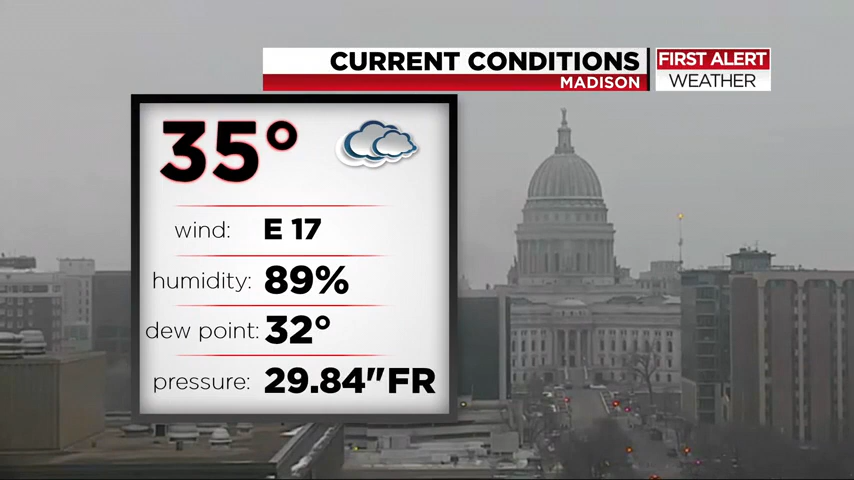 CURRENT CONDITIONS
MADISON
FIRST ALERT
WEATHER
35°
wind: E 17
humidity: 89%
dew point: 32°
pressure: 29.84"FR